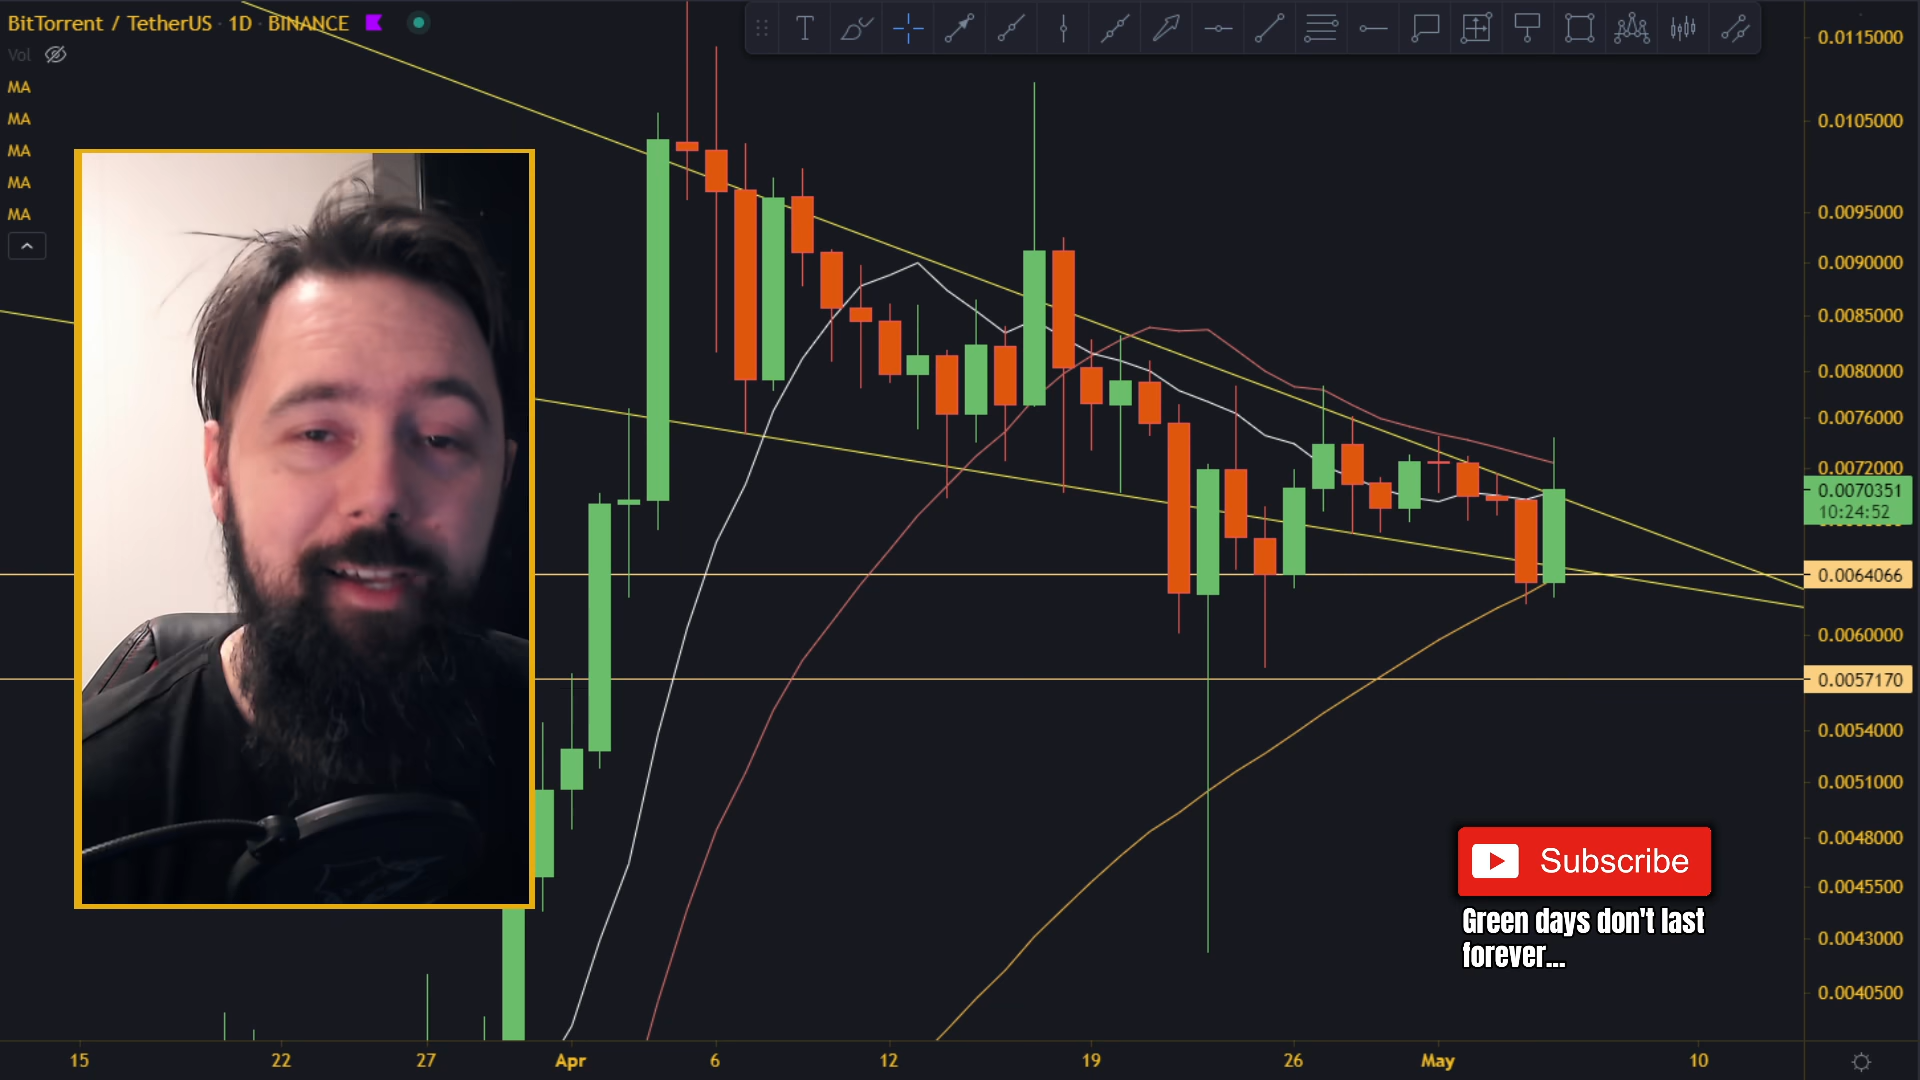 BitTorrent / TetherUS · 1D · BINANCE
Vol
MA
MA
MA
MA
MA
0.0115000
0.0105000
0.0095000
0.0090000
0.0085000
0.0080000
0.0076000
0.0072000
0.0070351
10:24:52
0.0064066
0.0060000
0.0057170
0.0054000
0.0051000
0.0048000
0.0045500
0.0043000
0.0040500
Subscribe
Green days don't last
forever...
15 22 27 Apr 6 12 19 26 May 10